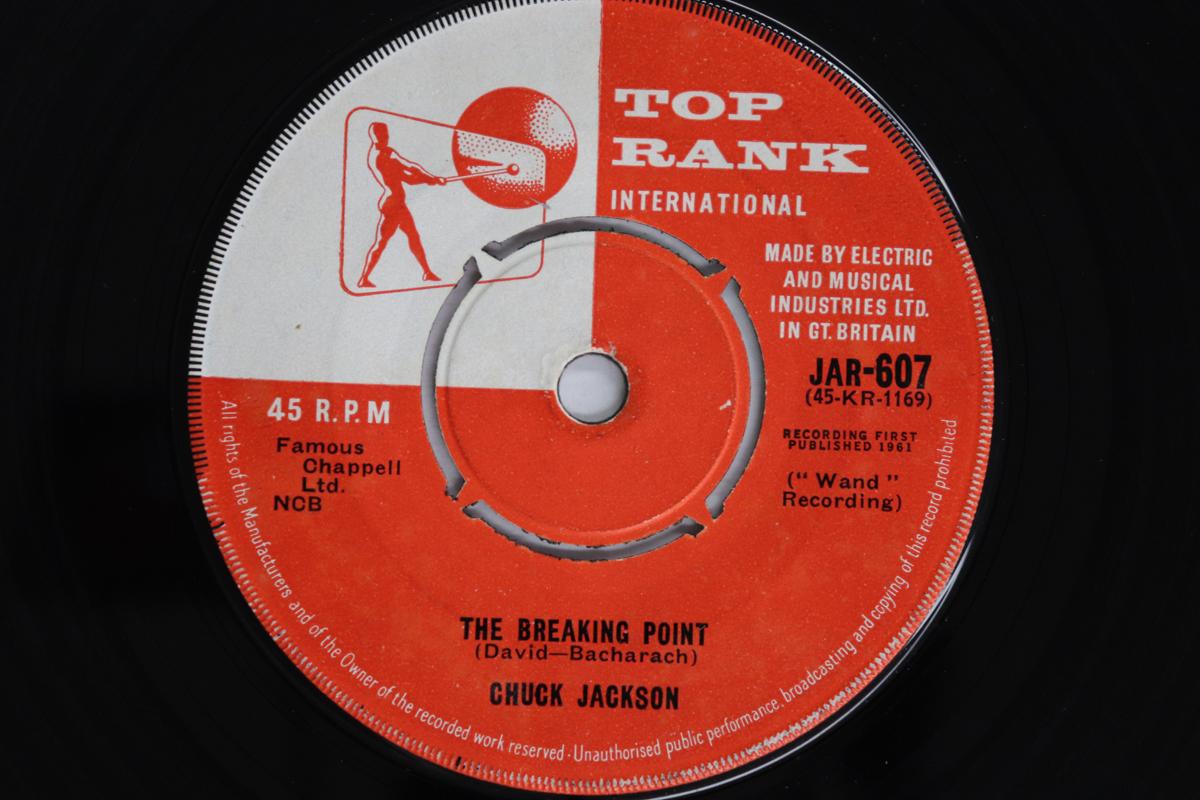 TOP
RANK
INTERNATIONAL
MADE BY ELECTRIC
AND MUSICAL
INDUSTRIES LTD.
IN GT. BRITAIN
JAR-607
(45-KR-1169)
45 R.P.M
Famous
Chappell
Ltd.
NCB
RECORDING FIRST
PUBLISHED 1961
(" Wand "
Recording)
THE BREAKING POINT
(David—Bacharach)
CHUCK JACKSON
All rights of the Manufacturers and of the Owner of the recorded work reserved · Unauthorised public performance, broadcasting and copying of this record prohibited